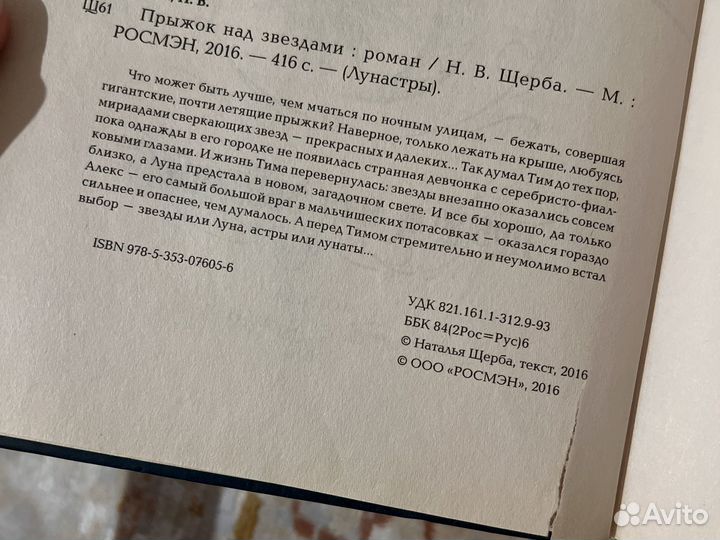 Н. В.
Ш61
Прыжок над звездами : роман / Н. В. Щерба. — М. :
РОСМЭН, 2016. — 416 с. — (Лунастры).
Что может быть лучше, чем мчаться по ночным улицам, — бежать, совершая
гигантские, почти летящие прыжки? Наверное, только лежать на крыше, любуясь
мириадами сверкающих звезд — прекрасных и далеких... Так думал Тим до тех пор,
пока однажды в его городке не появилась странная девчонка с серебристо-фиал-
ковыми глазами. И жизнь Тима перевернулась: звезды внезапно оказались совсем
близко, а Луна предстала в новом, загадочном свете. И все бы хорошо, да только
Алекс — его самый большой враг в мальчишеских потасовках — оказался гораздо
сильнее и опаснее, чем думалось. А перед Тимом стремительно и неумолимо встал
выбор — звезды или Луна, астры или лунаты...
ISBN 978-5-353-07605-6
УДК 821.161.1-312.9-93
ББК 84(2Рос=Рус)6
© Наталья Щерба, текст, 2016
© ООО «РОСМЭН», 2016
Avito